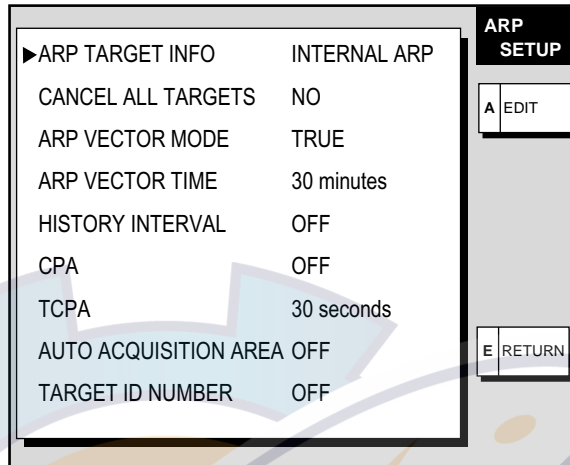 ARP TARGET INFO INTERNAL ARP
CANCEL ALL TARGETS NO
ARP VECTOR MODE TRUE
ARP VECTOR TIME 30 minutes
HISTORY INTERVAL OFF
CPA OFF
TCPA 30 seconds
AUTO ACQUISITION AREA OFF
TARGET ID NUMBER OFF
ARP
SETUP
A EDIT
E RETURN